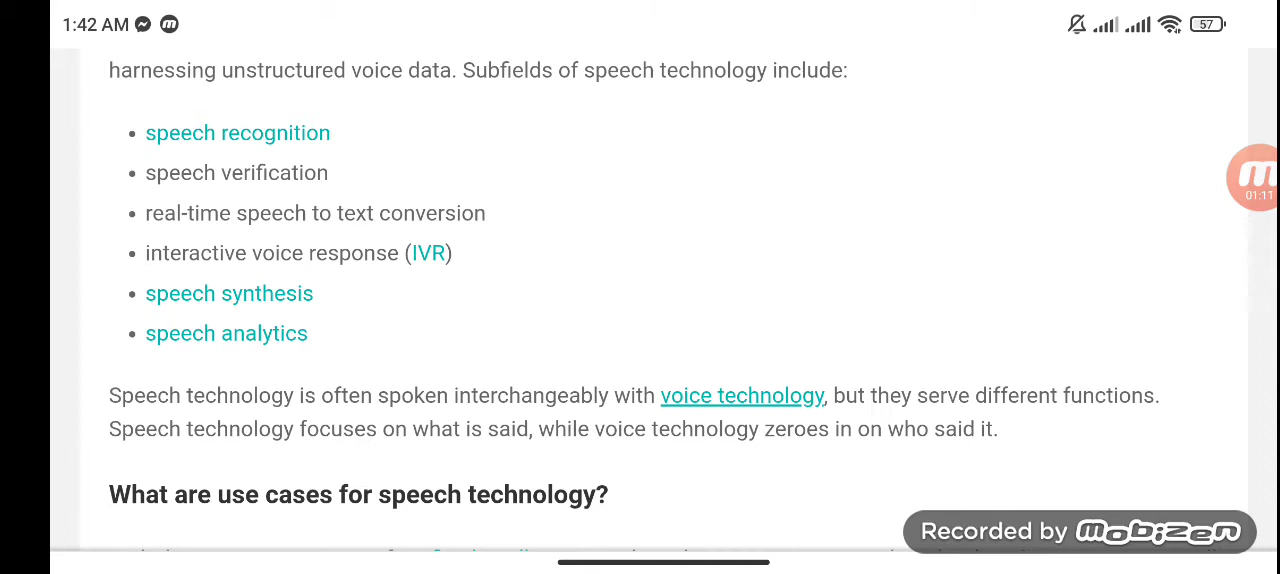 1:42 AM
57
harnessing unstructured voice data. Subfields of speech technology include:
• speech recognition
• speech verification
• real-time speech to text conversion
• interactive voice response (IVR)
• speech synthesis
• speech analytics
01:11
Speech technology is often spoken interchangeably with voice technology, but they serve different functions.
Speech technology focuses on what is said, while voice technology zeroes in on who said it.
What are use cases for speech technology?
Recorded by mobizen